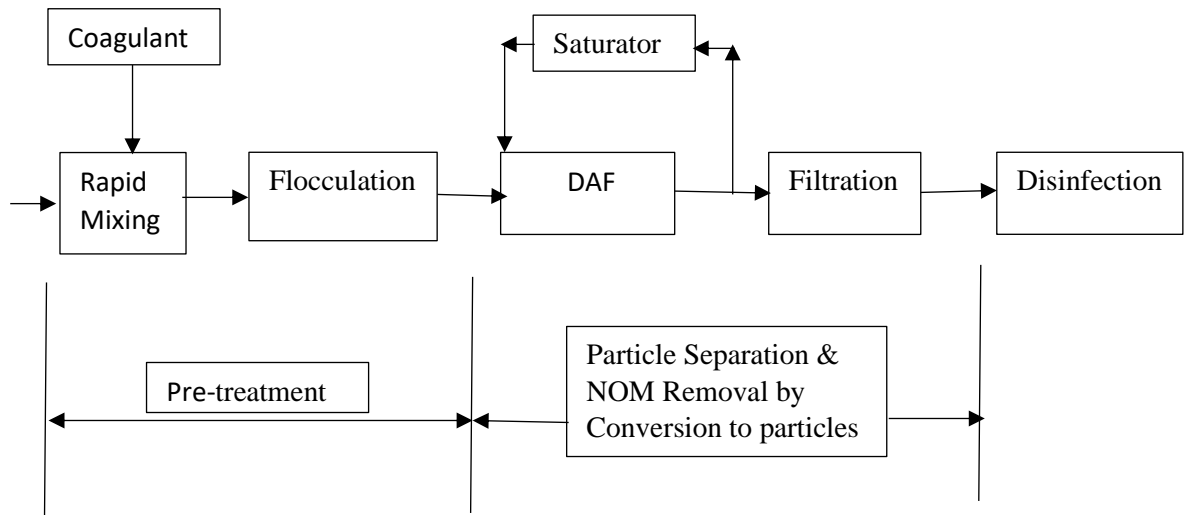 Coagulant
Saturator
Rapid
Mixing
Flocculation
DAF
Filtration
Disinfection
Pre-treatment
Particle Separation &
NOM Removal by
Conversion to particles